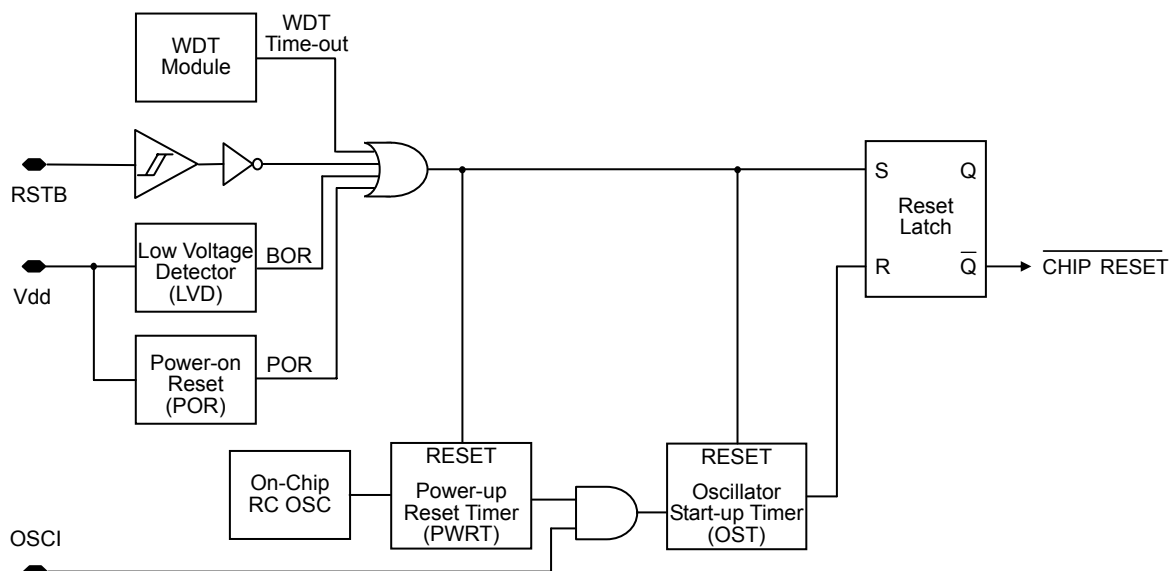 WDT
Module
WDT
Time-out
RSTB
Low Voltage
Detector
(LVD)
BOR
Vdd
Power-on
Reset
(POR)
POR
S
Q
Reset
Latch
R
Q
CHIP RESET
On-Chip
RC OSC
RESET
Power-up
Reset Timer
(PWRT)
RESET
Oscillator
Start-up Timer
(OST)
OSCI